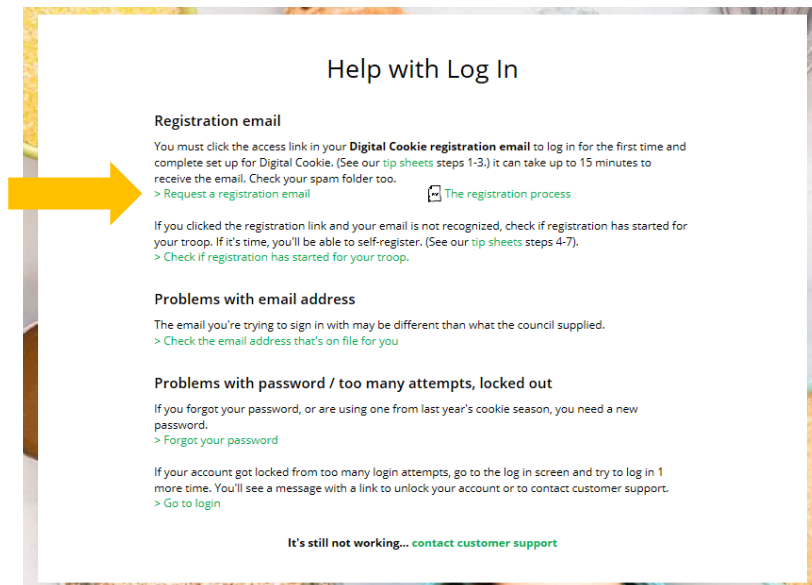 Help with Log In
Registration email
You must click the access link in your Digital Cookie registration email to log in for the first time and
complete set up for Digital Cookie. (See our tip sheets steps 1-3.) it can take up to 15 minutes to
receive the email. Check your spam folder too.
> Request a registration email The registration process
If you clicked the registration link and your email is not recognized, check if registration has started for
your troop. If it's time, you'll be able to self-register. (See our tip sheets steps 4-7).
> Check if registration has started for your troop.
Problems with email address
The email you're trying to sign in with may be different than what the council supplied.
> Check the email address that's on file for you
Problems with password / too many attempts, locked out
If you forgot your password, or are using one from last year's cookie season, you need a new
password.
> Forgot your password
If your account got locked from too many login attempts, go to the log in screen and try to log in 1
more time. You'll see a message with a link to unlock your account or to contact customer support.
> Go to login
It's still not working... contact customer support